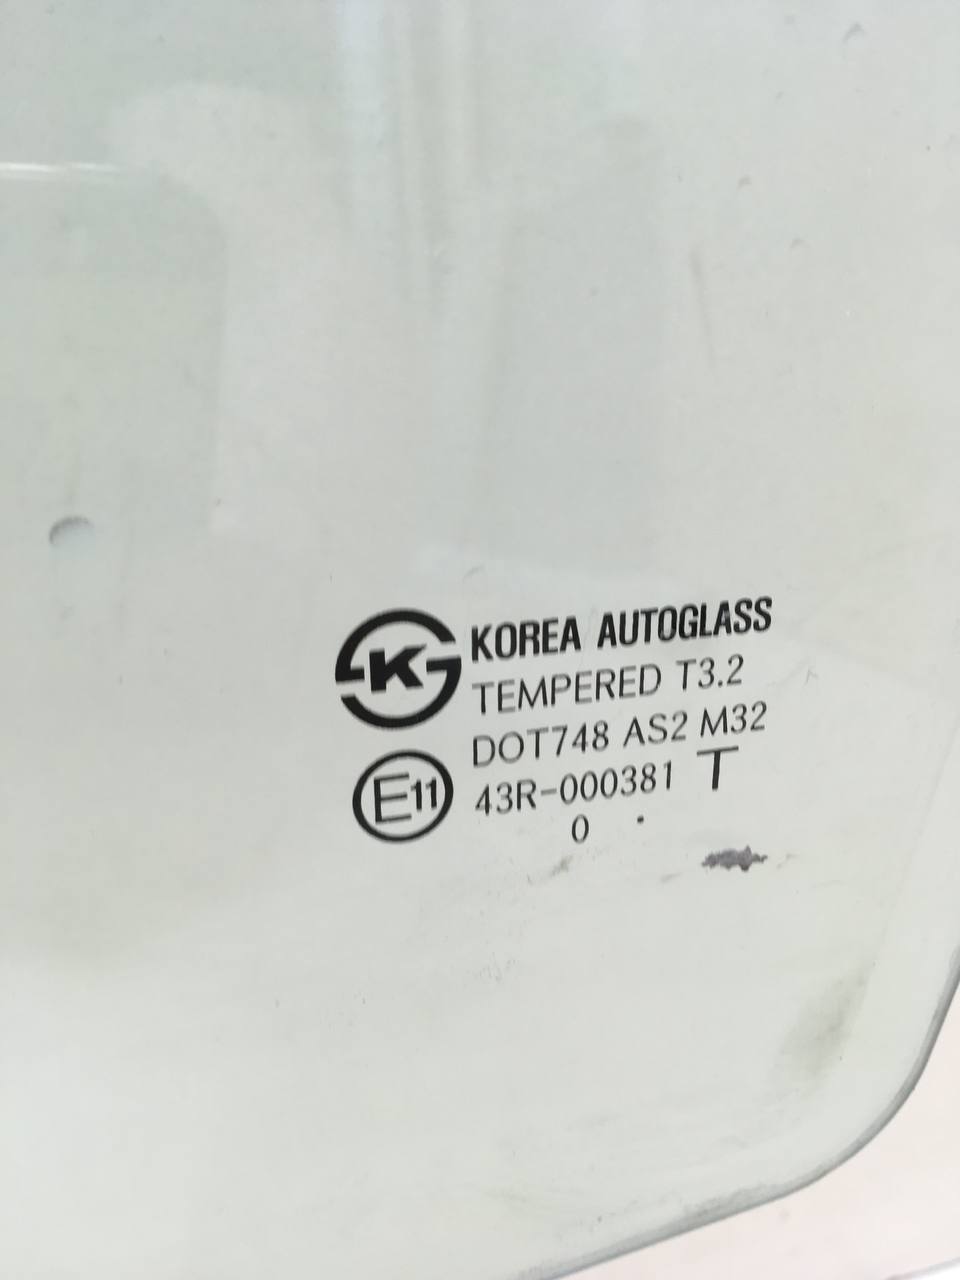 K
KOREA AUTOGLASS
TEMPERED T3.2
DOT748 AS2 M32
E11
43R-000381 T
0 .